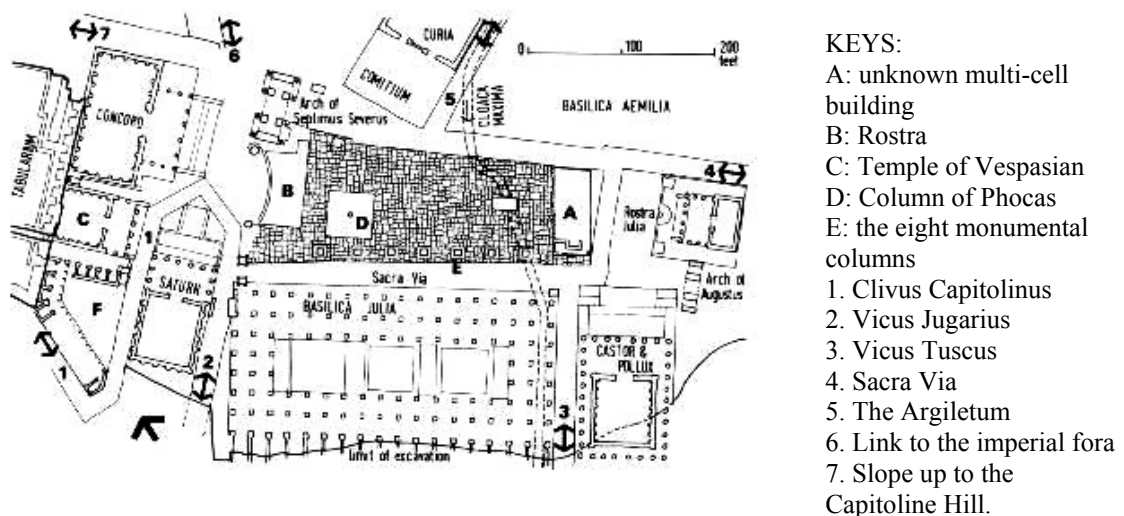 7
6
CURIA
0 100 200
feet
COMITIUM
5
CLOACA
MAXIMA
BASILICA AEMILIA
Arch of
Septimus Severus
CONCORD
TABULARIUM
4
B
D
A
Rostra
Julia
C
1
SATURN
E
Sacra Via
Arch of
Augustus
F
BASILICA JULIA
CASTOR &
POLLUX
2
1
3
Limit of excavation
KEYS:
A: unknown multi-cell
building
B: Rostra
C: Temple of Vespasian
D: Column of Phocas
E: the eight monumental
columns
1. Clivus Capitolinus
2. Vicus Jugarius
3. Vicus Tuscus
4. Sacra Via
5. The Argiletum
6. Link to the imperial fora
7. Slope up to the
Capitoline Hill.